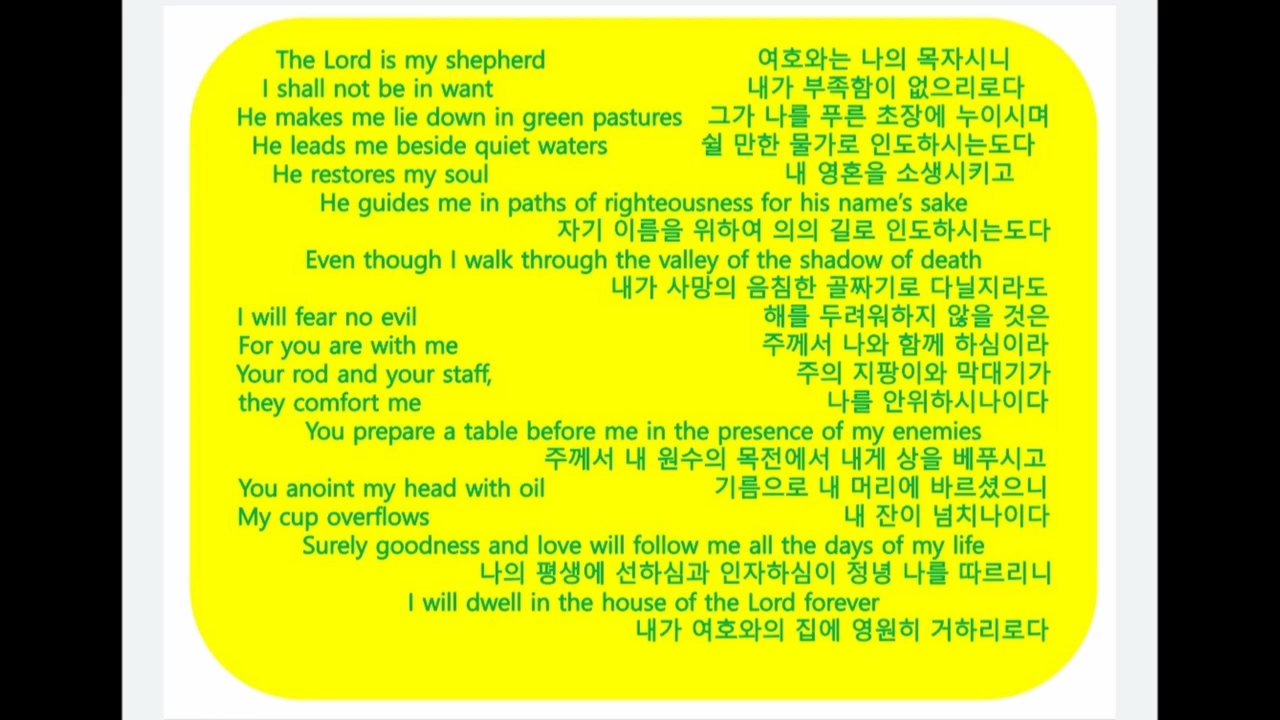 The Lord is my shepherd 여호와는 나의 목자시니
I shall not be in want 내가 부족함이 없으리로다
He makes me lie down in green pastures 그가 나를 푸른 초장에 누이시며
He leads me beside quiet waters 쉴 만한 물가로 인도하시는도다
He restores my soul 내 영혼을 소생시키고
He guides me in paths of righteousness for his name's sake
자기 이름을 위하여 의의 길로 인도하시는도다
Even though I walk through the valley of the shadow of death
내가 사망의 음침한 골짜기로 다닐지라도
I will fear no evil 해를 두려워하지 않을 것은
For you are with me 주께서 나와 함께 하심이라
Your rod and your staff, 주의 지팡이와 막대기가
they comfort me 나를 안위하시나이다
You prepare a table before me in the presence of my enemies
주께서 내 원수의 목전에서 내게 상을 베푸시고
You anoint my head with oil 기름으로 내 머리에 바르셨으니
My cup overflows 내 잔이 넘치나이다
Surely goodness and love will follow me all the days of my life
나의 평생에 선하심과 인자하심이 정녕 나를 따르리니
I will dwell in the house of the Lord forever
내가 여호와의 집에 영원히 거하리로다